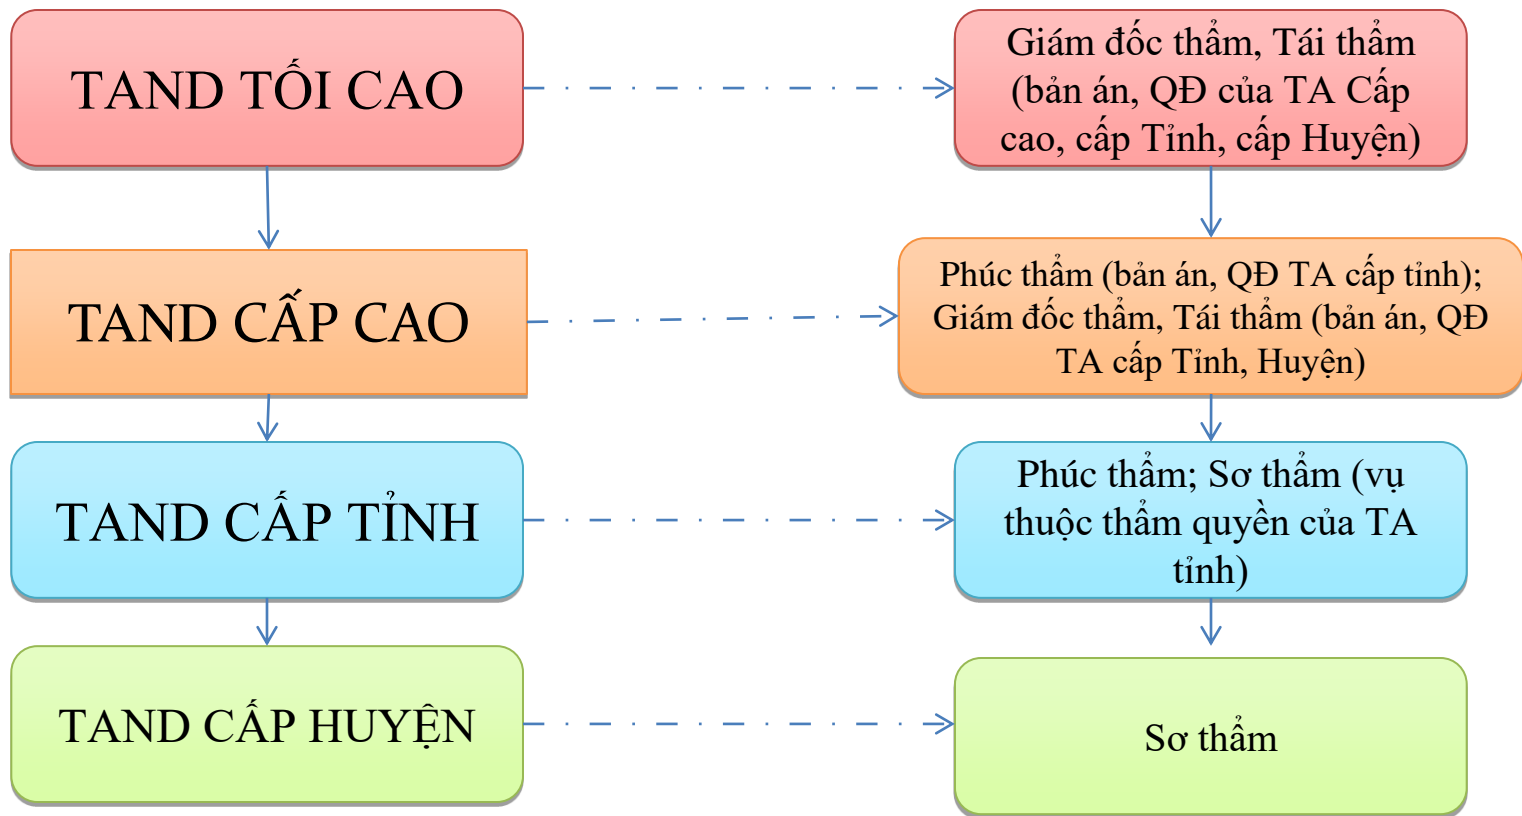 TAND TỐI CAO
Giám đốc thẩm, Tái thẩm
(bản án, QĐ của TA Cấp
cao, cấp Tỉnh, cấp Huyện)
TAND CẤP CAO
Phúc thẩm (bản án, QĐ TA cấp tỉnh);
Giám đốc thẩm, Tái thẩm (bản án, QĐ
TA cấp Tỉnh, Huyện)
TAND CẤP TỈNH
Phúc thẩm; Sơ thẩm (vụ
thuộc thẩm quyền của TA
tỉnh)
TAND CẤP HUYỆN
Sơ thẩm